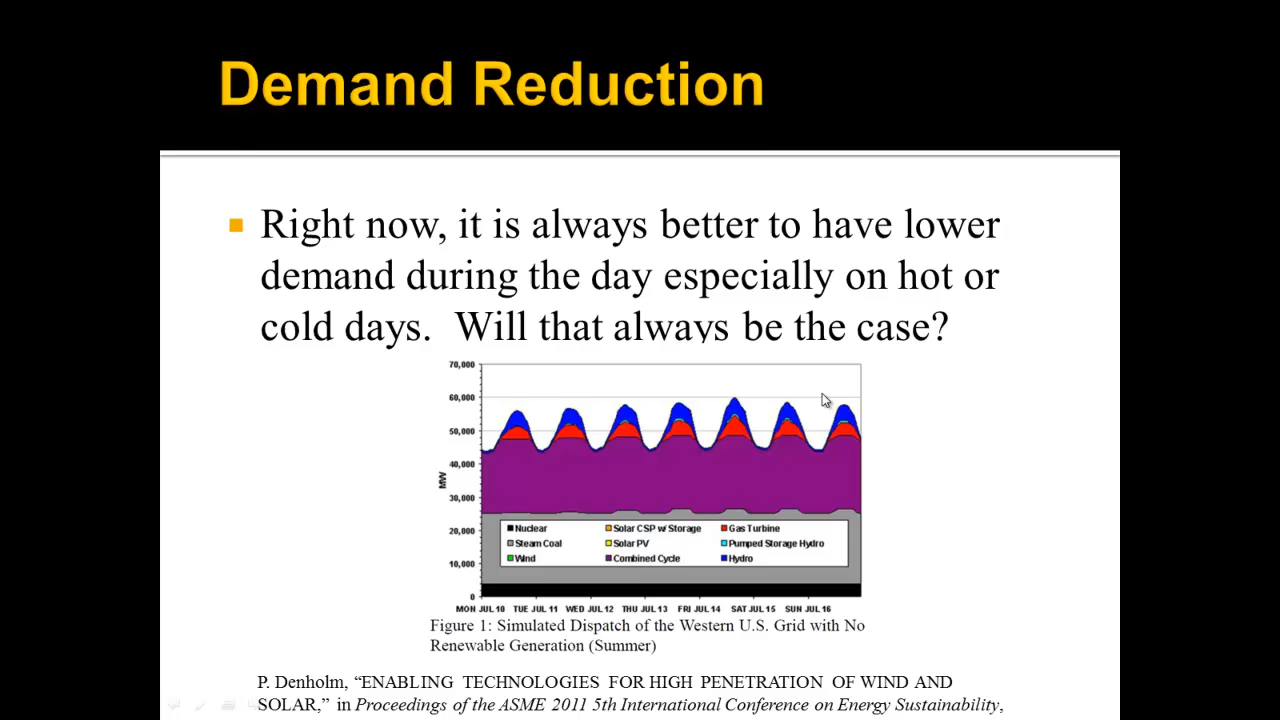 Demand Reduction
Right now, it is always better to have lower
demand during the day especially on hot or
cold days. Will that always be the case?
70,000
60,000
50,000
40,000
30,000
20,000
10,000
0
MW
Nuclear
Solar CSP w/ Storage
Gas Turbine
Steam Coal
Solar PV
Pumped Storage Hydro
Wind
Combined Cycle
Hydro
MON JUL 10 TUE JUL 11 WED JUL 12 THU JUL 13 FRI JUL 14 SAT JUL 15 SUN JUL 16
Figure 1: Simulated Dispatch of the Western U.S. Grid with No
Renewable Generation (Summer)
P. Denholm, “ENABLING TECHNOLOGIES FOR HIGH PENETRATION OF WIND AND
SOLAR,” in Proceedings of the ASME 2011 5th International Conference on Energy Sustainability,